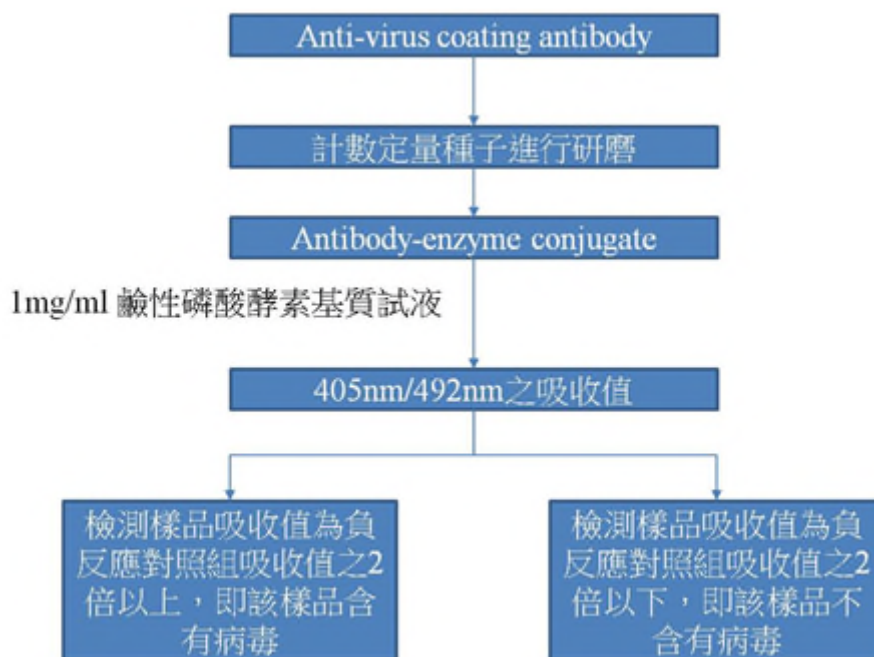 Anti-virus coating antibody
計數定量種子進行研磨
Antibody-enzyme conjugate
1mg/ml 鹼性磷酸酵素基質試液
405nm/492nm之吸收值
檢測樣品吸收值為負
反應對照組吸收值之2
倍以上，即該樣品含
有病毒
檢測樣品吸收值為負
反應對照組吸收值之2
倍以下，即該樣品不
含有病毒